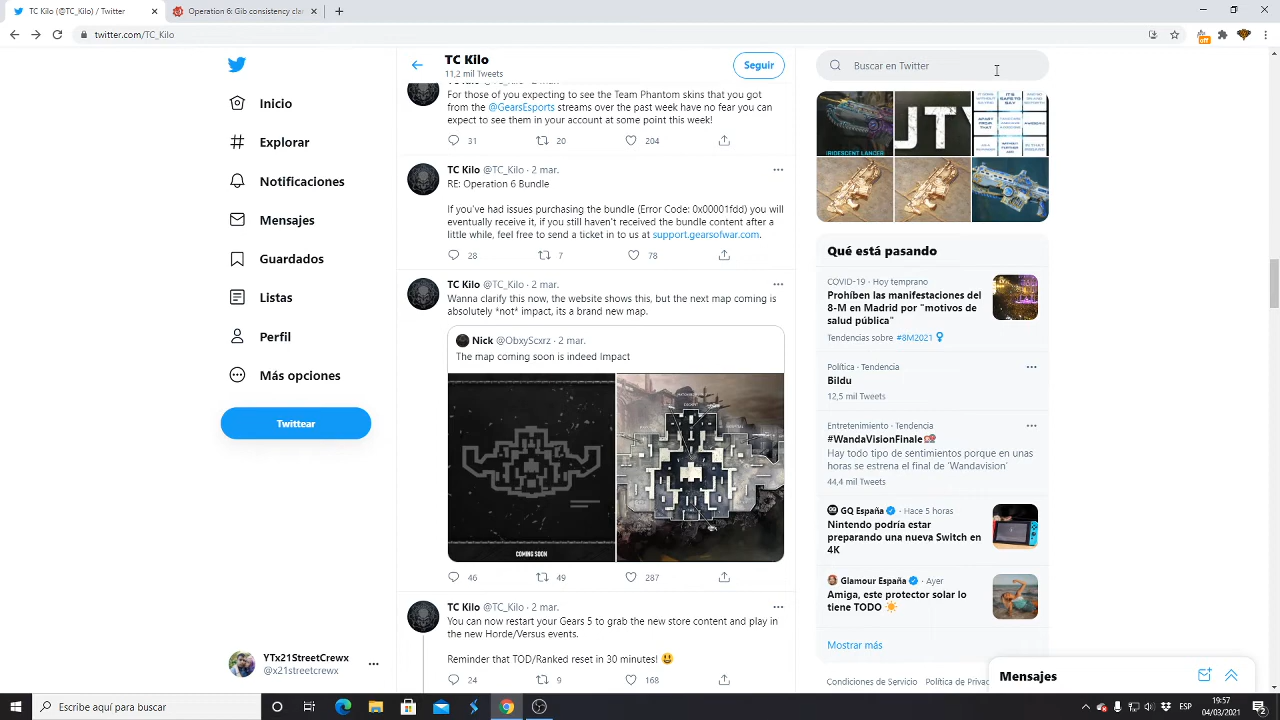 TC Kilo (@TC_Kilo) / Twitter
Operation 6 gib consistency clar
twitter.com/TC_Kilo
off
TC Kilo
11,2 mil Tweets
Seguir
Buscar en Twitter
Inicio
Explorar
Notificaciones
Mensajes
Guardados
Listas
Perfil
Más opciones
Twittear
YTx21StreetCrewx
@x21streetcrewx
For those of you expecting to see the Team Phantom skins that you got
from the @GearsEsports streams over the past week have rest you can
expect to see them in your account at some point this week!
31
21
204
TC Kilo @TC_Kilo · 2 mar.
RE: Operation 6 Bundle
If you've had issues purchasing the bundle (Error Code: 0x00001fdd) you will
eventually receive it, if you still haven't received the bundle content after a
little while, feel free to send a ticket in to us at support.gearsofwar.com.
28
7
78
TC Kilo @TC_Kilo · 2 mar.
Wanna clarify this now, the website shows this, but the next map coming is
absolutely *not* impact, its a brand new map.
Nick @ObxyScxrz · 2 mar.
The map coming soon is indeed Impact
COMING SOON
46
49
287
TC Kilo @TC_Kilo · 2 mar.
You can now restart your Gears 5 to grab the new store content and play in
the new Horde/Versus events.
Reminder that TOD/Ranked reset in 30 minutes!
24
9
168
IRIDESCENT LANCER
Qué está pasando
COVID-19 · Hoy temprano
Prohíben las manifestaciones del
8-M en Madrid por "motivos de
salud pública"
Tendencias sobre #8M2021
Política · Tendencia
Bildu
12,5 mil Tweets
Entretenimiento · Tendencia
#WandaVisionFinale
Hay todo tipo de sentimientos porque en unas
horas se estrena el final de 'Wandavision'
44,4 mil Tweets
GQ España · Hace 5 horas
Nintendo podría estar
preparando una nueva Switch en
4K
Glamour España · Ayer
Amiga, este protector solar lo
tiene TODO
Mostrar más
Condiciones de Servicio Política de Privac
Mensajes
Escribe aquí para buscar
ESP
19:57
04/03/2021